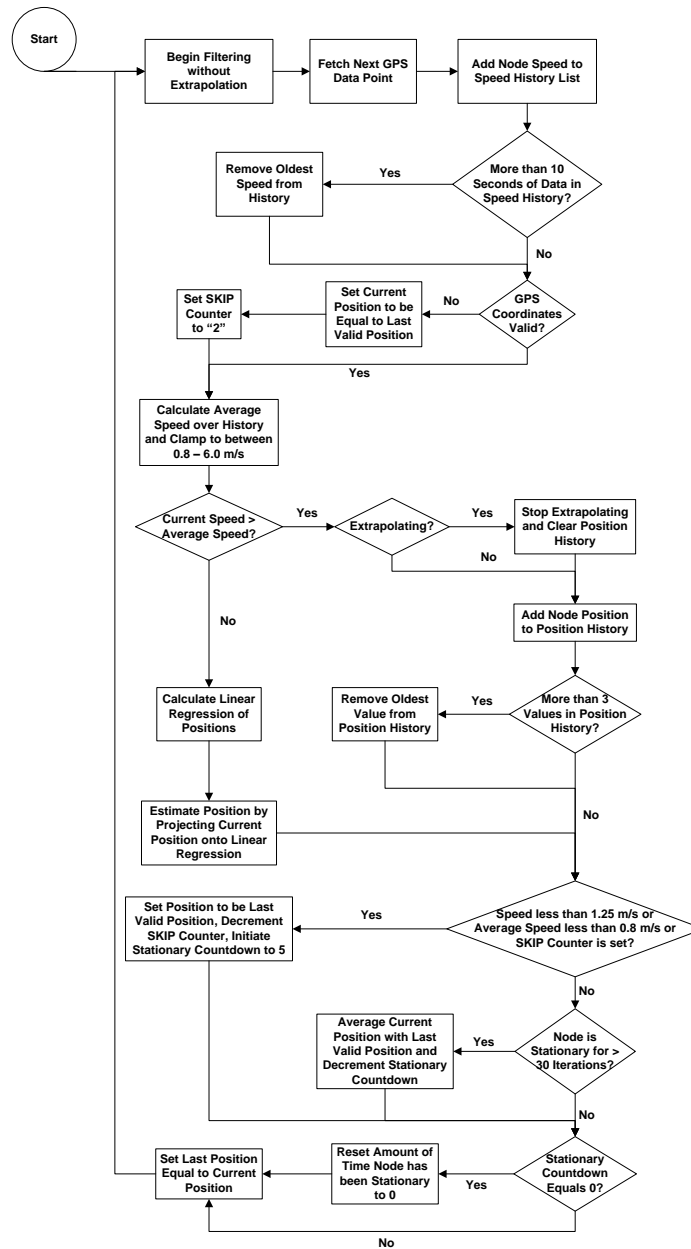 Start
Begin Filtering
without
Extrapolation
Fetch Next GPS
Data Point
Add Node Speed to
Speed History List
More than 10
Seconds of Data in
Speed History?
Yes
Remove Oldest
Speed from
History
No
GPS
Coordinates
Valid?
No
Set Current
Position to be
Equal to Last
Valid Position
Set SKIP
Counter
to “2”
Yes
Calculate Average
Speed over History
and Clamp to between
0.8 – 6.0 m/s
Current Speed >
Average Speed?
Yes
Extrapolating?
Yes
Stop Extrapolating
and Clear Position
History
No
Add Node Position
to Position History
No
Calculate Linear
Regression of
Positions
Remove Oldest
Value from
Position History
Yes
More than 3
Values in Position
History?
No
Estimate Position by
Projecting Current
Position onto Linear
Regression
Speed less than 1.25 m/s or
Average Speed less than 0.8 m/s or
SKIP Counter is set?
Yes
Set Position to be Last
Valid Position, Decrement
SKIP Counter, Initiate
Stationary Countdown to 5
No
Node is
Stationary for >
30 Iterations?
Yes
Average Current
Position with Last
Valid Position and
Decrement Stationary
Countdown
No
Stationary
Countdown
Equals 0?
Yes
Reset Amount of
Time Node has
been Stationary
to 0
Set Last Position
Equal to Current
Position
No